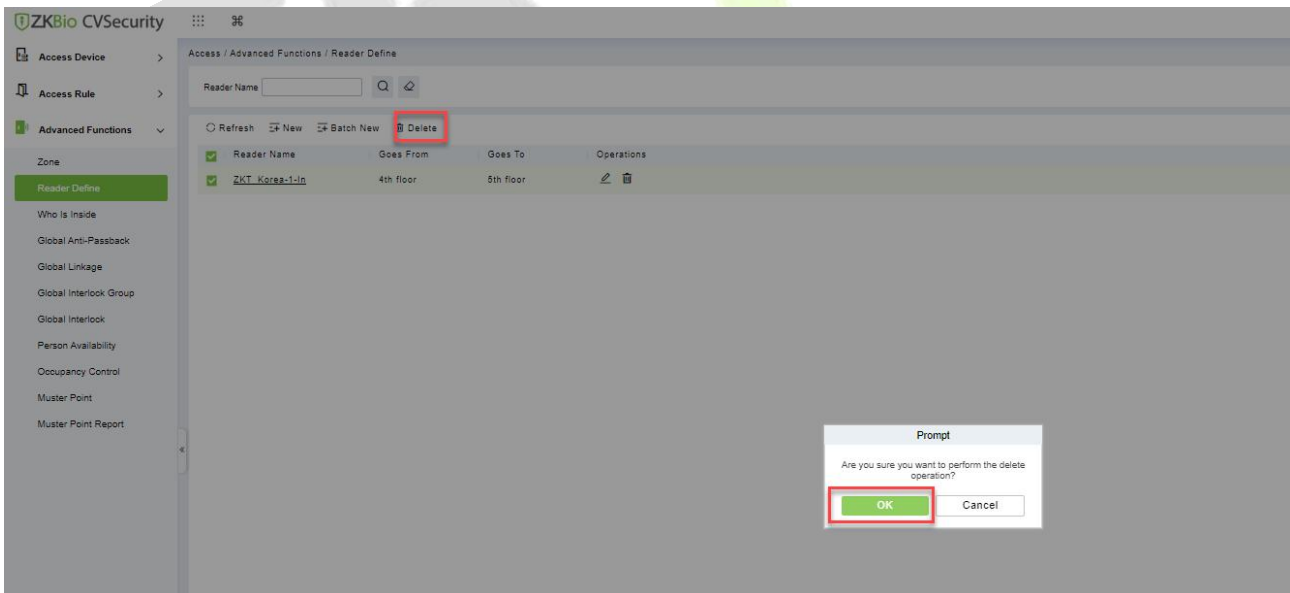 ZKBio CVSecurity
Access Device
Access Rule
Advanced Functions
Zone
Reader Define
Who Is Inside
Global Anti-Passback
Global Linkage
Global Interlock Group
Global Interlock
Person Availability
Occupancy Control
Muster Point
Muster Point Report
Access / Advanced Functions / Reader Define
Reader Name
Refresh New Batch New Delete
Reader Name Goes From Goes To Operations
ZKT_Korea-1-In 4th floor 5th floor
Prompt
Are you sure you want to perform the delete
operation?
OK Cancel